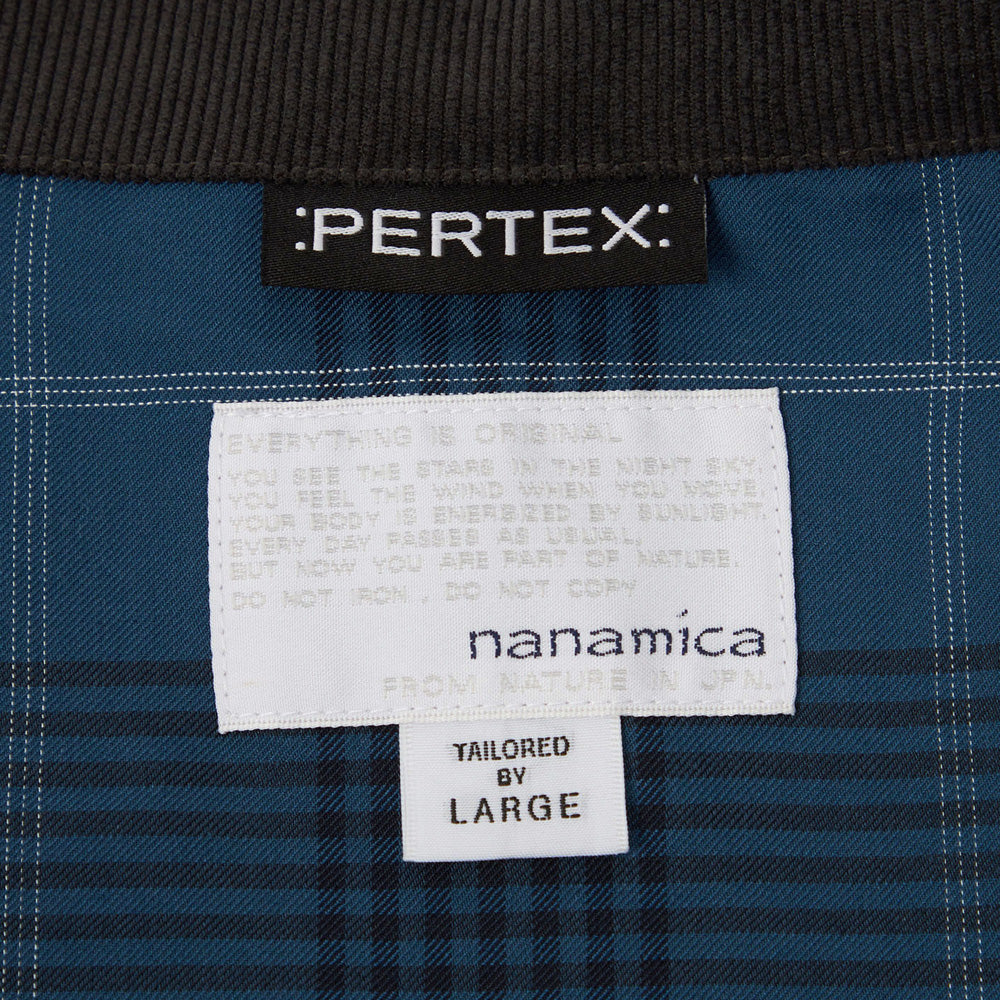 :PERTEX:
EVERYTHING IS ORIGINAL
YOU SEE THE STARS IN THE NIGHT SKY.
YOU FEEL THE WIND WHEN YOU MOVE.
YOUR BODY IS ENERGIZED BY SUNLIGHT.
EVERY DAY PASSES AS USUAL,
BUT NOW YOU ARE PART OF NATURE.
DO NOT IRON , DO NOT COPY
nanamica
FROM NATURE IN JPN.
TAILORED
BY
LARGE